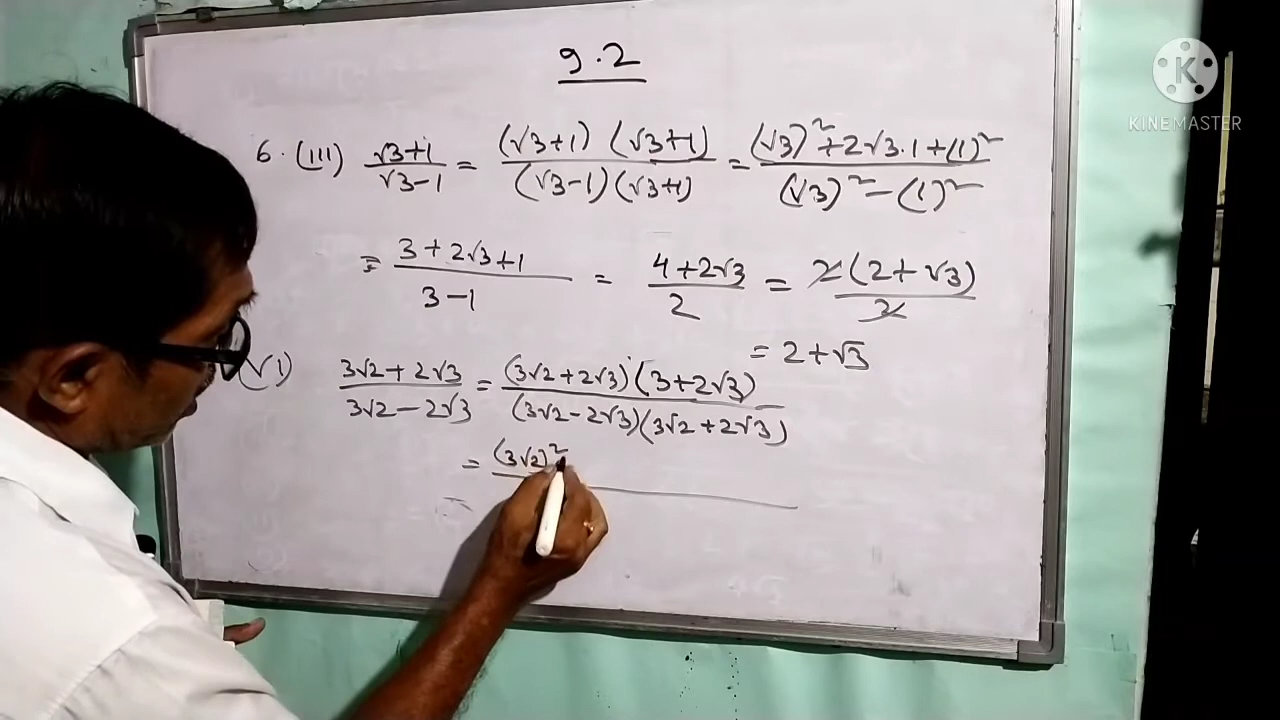 9.2
6.(iii) (√3+1)/(√3-1) = ((√3+1) (√3+1))/((√3-1)(√3+1)) = ((√3)²+2√3.1+(1)²)/((√3)²-(1)²)
= (3+2√3+1)/(3-1) = (4+2√3)/2 = (2(2+√3))/2
= 2+√3
(vi) (3√2+2√3)/(3√2-2√3) = ((3√2+2√3)(3+2√3))/((3√2-2√3)(3√2+2√3))
= (3√2)²
KINEMASTER